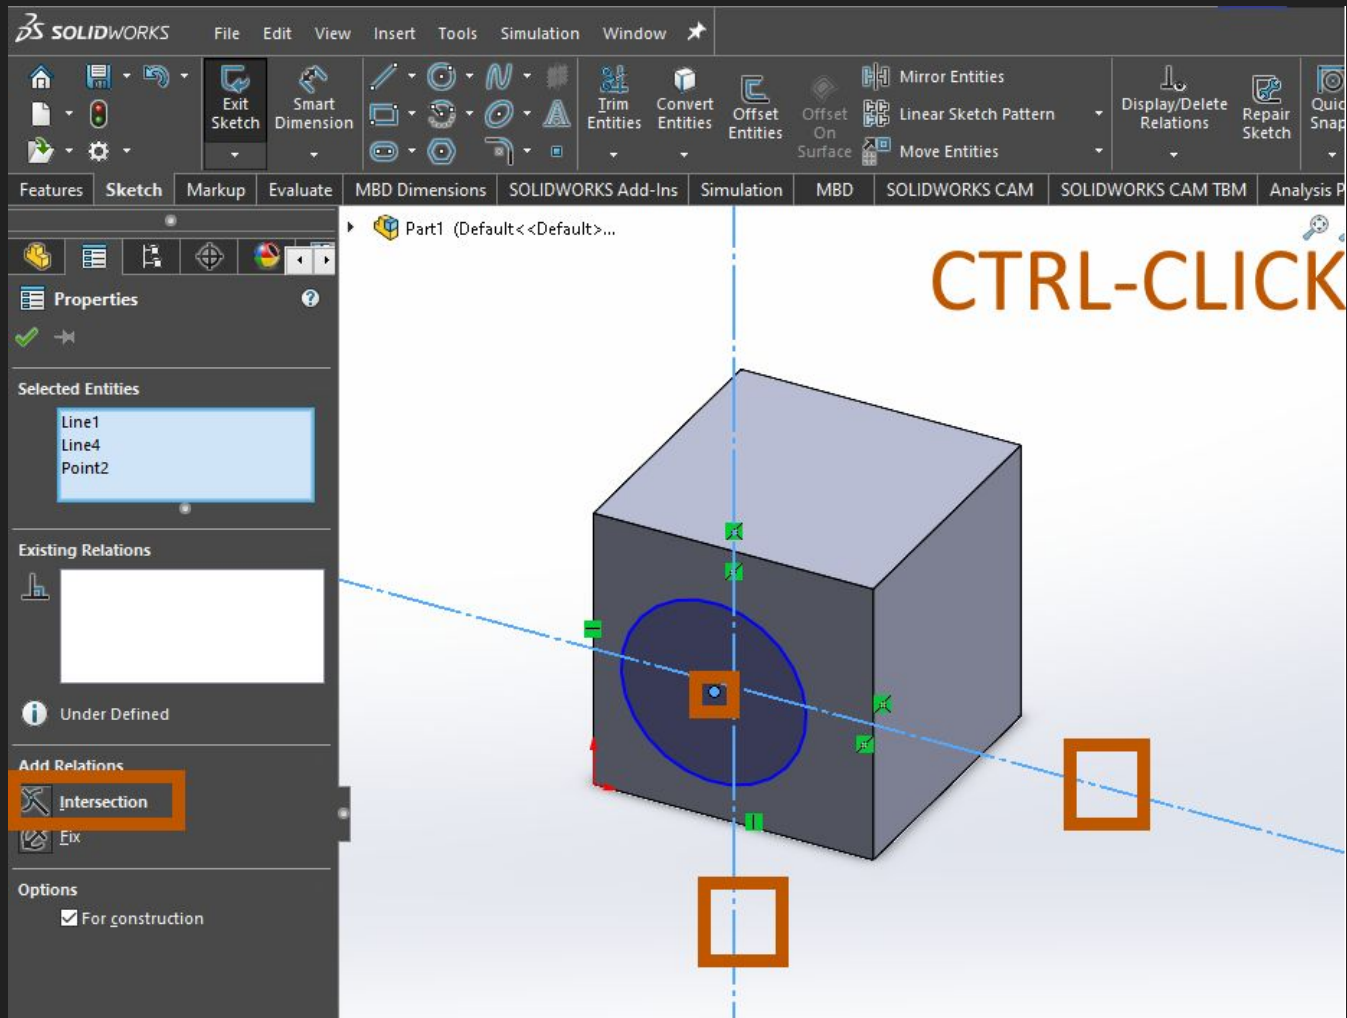 SOLIDWORKS File Edit View Insert Tools Simulation Window
Exit Sketch
Smart Dimension
Trim Entities
Convert Entities
Offset Entities
Offset On Surface
Mirror Entities
Linear Sketch Pattern
Move Entities
Display/Delete Relations
Repair Sketch
Quic
Snap
Features Sketch Markup Evaluate MBD Dimensions SOLIDWORKS Add-Ins Simulation MBD SOLIDWORKS CAM SOLIDWORKS CAM TBM Analysis P
Part1 (Default<<Default>...
CTRL-CLICK
Properties
Selected Entities
Line1
Line4
Point2
Existing Relations
Under Defined
Add Relations
Intersection
Fix
Options
For construction